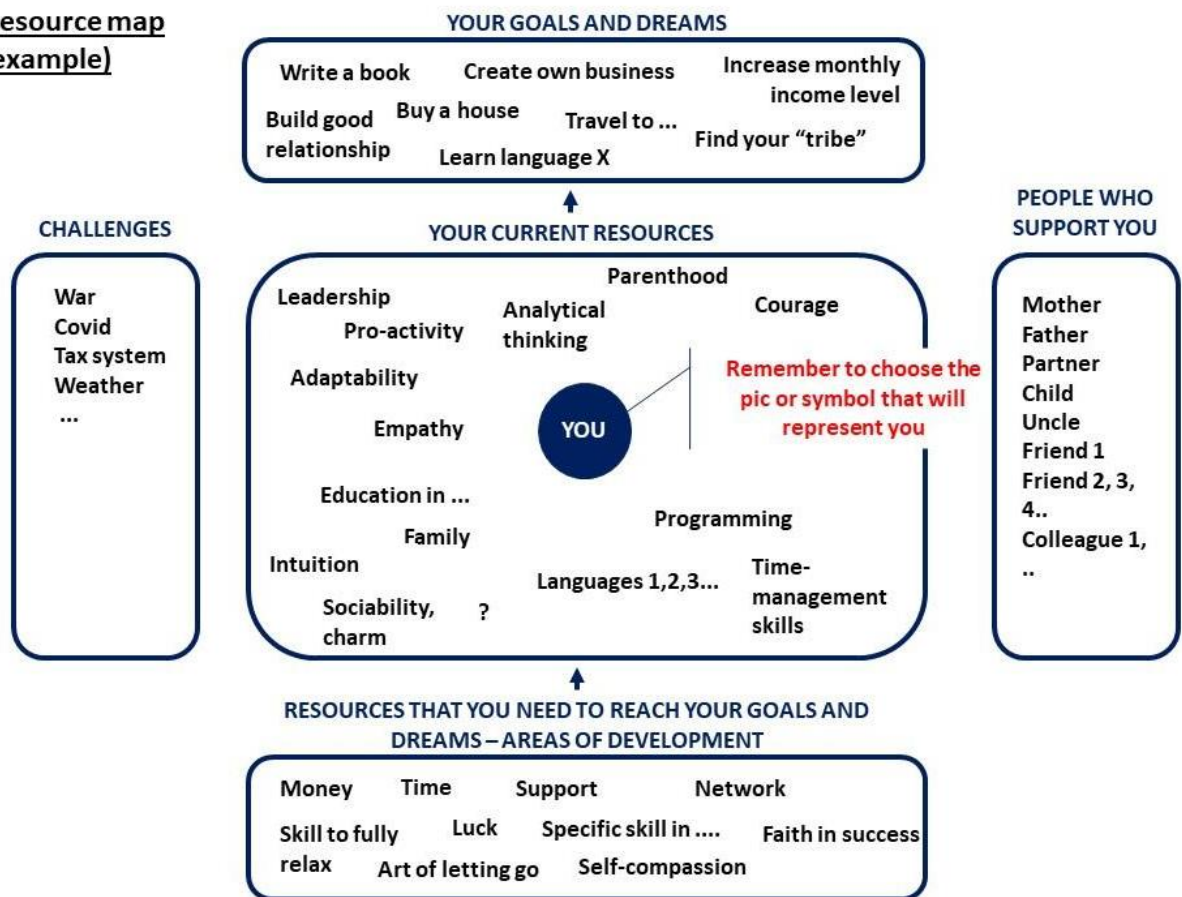 esource map
example)
YOUR GOALS AND DREAMS
Write a book
Create own business
Increase monthly
income level
Build good
relationship
Buy a house
Travel to ...
Find your “tribe”
Learn language X
CHALLENGES
War
Covid
Tax system
Weather
...
YOUR CURRENT RESOURCES
Parenthood
Leadership
Pro-activity
Analytical
thinking
Courage
Adaptability
Remember to choose the
pic or symbol that will
represent you
Empathy
YOU
Education in ...
Programming
Family
Intuition
Languages 1,2,3...
Time-
management
skills
Sociability,
charm
?
PEOPLE WHO
SUPPORT YOU
Mother
Father
Partner
Child
Uncle
Friend 1
Friend 2, 3,
4..
Colleague 1,
..
RESOURCES THAT YOU NEED TO REACH YOUR GOALS AND
DREAMS – AREAS OF DEVELOPMENT
Money
Time
Support
Network
Skill to fully
relax
Luck
Specific skill in ....
Faith in success
Art of letting go
Self-compassion